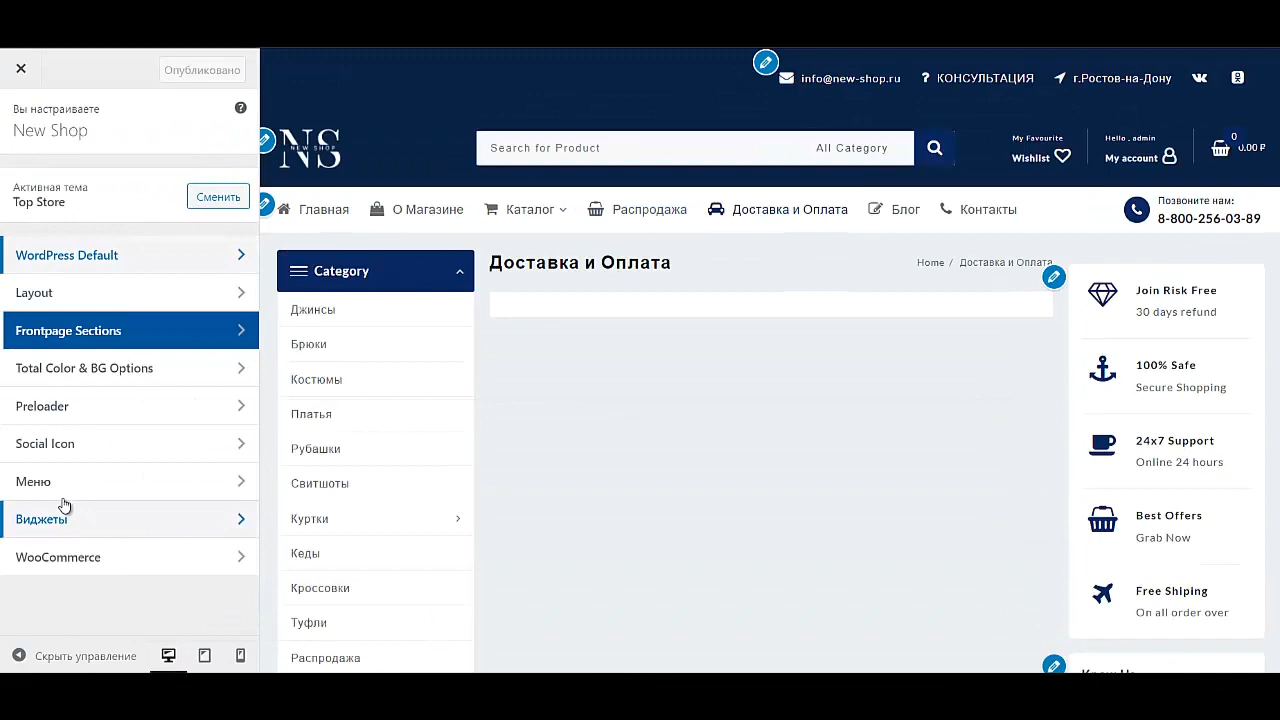 Опубликовано
Вы настраиваете
New Shop
Активная тема
Top Store
Сменить
WordPress Default
Layout
Frontpage Sections
Total Color & BG Options
Preloader
Social Icon
Меню
Виджеты
WooCommerce
Скрыть управление
info@new-shop.ru
? КОНСУЛЬТАЦИЯ
г.Ростов-на-Дону
NS
NEW SHOP
Search for Product
All Category
My Favourite
Wishlist
Hello , admin
My account
0
0.00 ₽
Главная
О Магазине
Каталог
Распродажа
Доставка и Оплата
Блог
Контакты
Позвоните нам:
8-800-256-03-89
Category
Джинсы
Брюки
Костюмы
Платья
Рубашки
Свитшоты
Куртки
Кеды
Кроссовки
Туфли
Распродажа
Доставка и Оплата
Home / Доставка и Оплата
Join Risk Free
30 days refund
100% Safe
Secure Shopping
24x7 Support
Online 24 hours
Best Offers
Grab Now
Free Shiping
On all order over